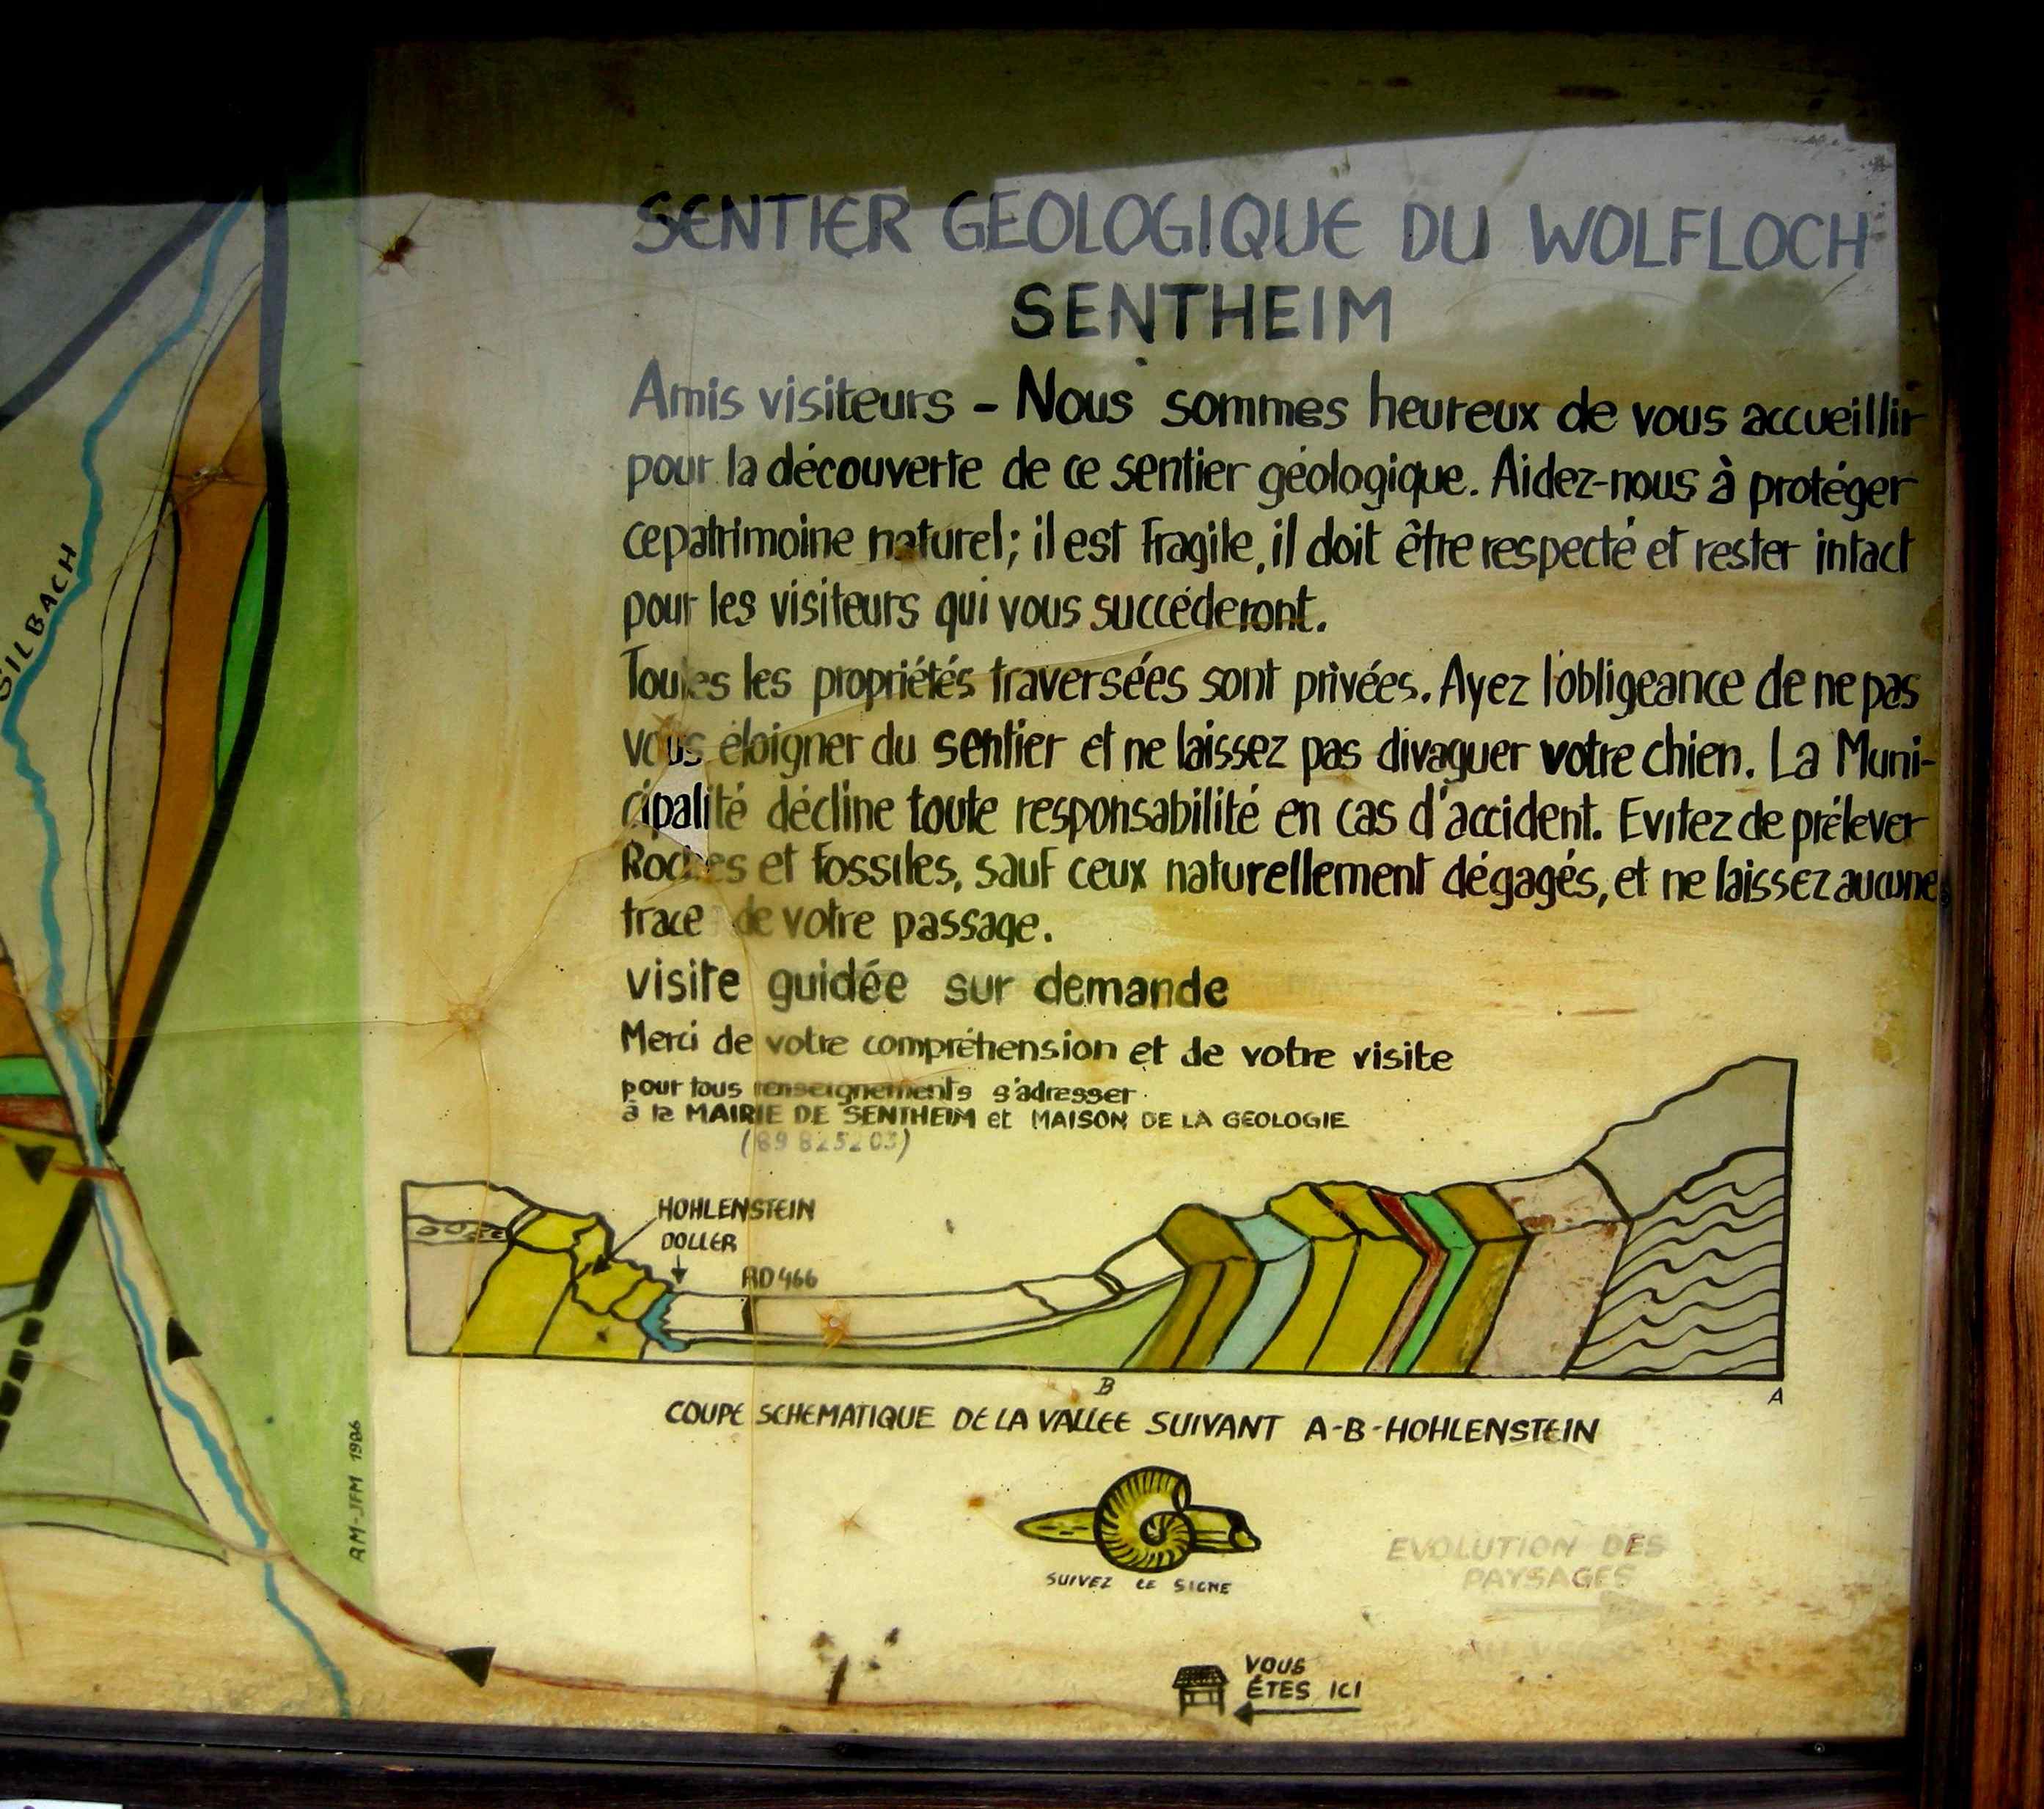 SENTIER GEOLOGIQUE DU WOLFLOCH
SENTHEIM
Amis visiteurs - Nous sommes heureux de vous accueillir
pour la découverte de ce sentier géologique. Aidez-nous à protéger
ce patrimoine naturel; il est fragile, il doit être respecté et rester intact
pour les visiteurs qui vous succéderont.
Toutes les propriétés traversées sont privées. Ayez l'obligeance de ne pas
vous éloigner du sentier et ne laissez pas divaguer votre chien. La Muni-
cipalité décline toute responsabilité en cas d'accident. Evitez de prélever
Roches et fossiles, sauf ceux naturellement dégagés, et ne laissez aucune
trace de votre passage.
visite guidée sur demande
Merci de votre compréhension et de votre visite
pour tous renseignements s'adresser
à la MAIRIE DE SENTHEIM et MAISON DE LA GEOLOGIE
(89 825203)
SILBACH
HOHLENSTEIN
DOLLER
RD 466
B
A
COUPE SCHEMATIQUE DE LA VALLEE SUIVANT A-B-HOHLENSTEIN
AM-JFM 1986
SUIVEZ LE SIGNE
EVOLUTION DES
PAYSAGES
VOUS
ÊTES ICI